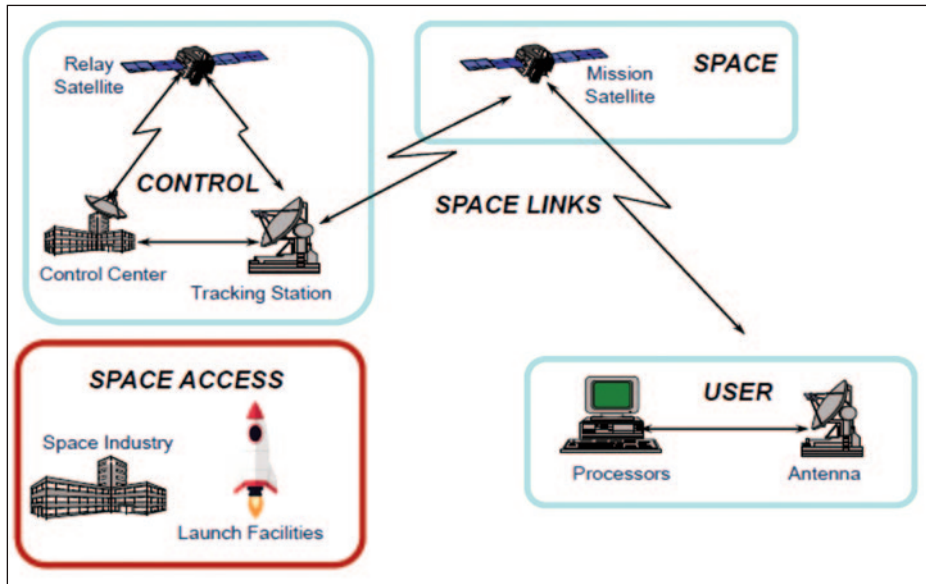 Relay
Satellite
CONTROL
Control Center
Tracking Station
SPACE
Mission
Satellite
SPACE LINKS
SPACE ACCESS
Space Industry
Launch Facilities
USER
Processors
Antenna